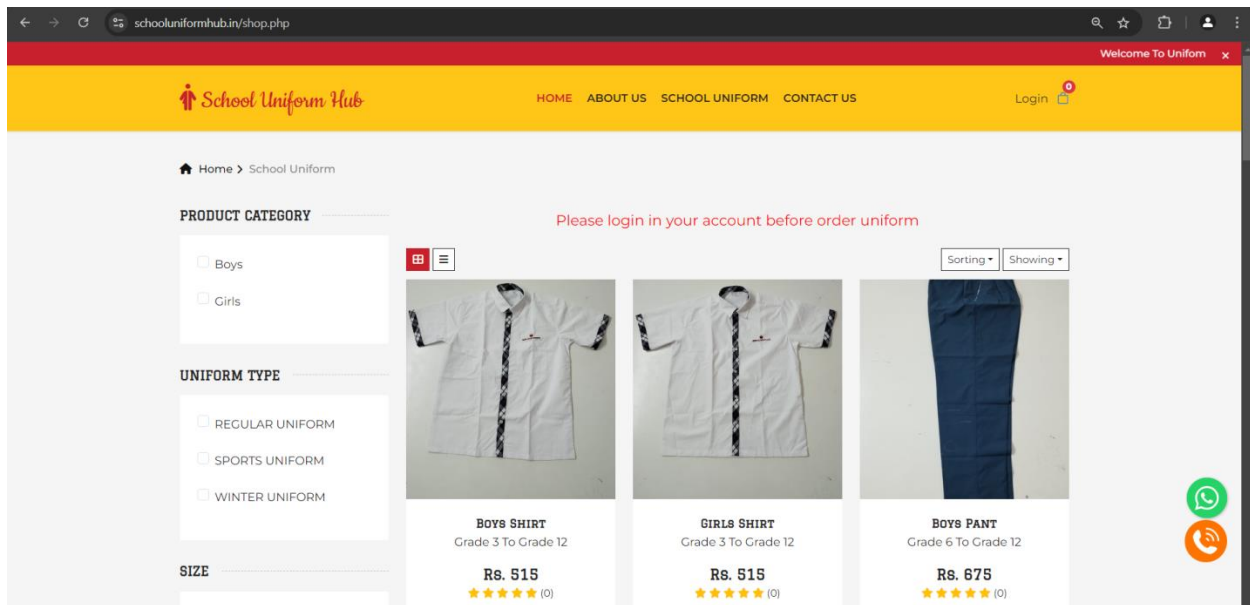 schooluniformhub.in/shop.php
Welcome To Unifom x
School Uniform Hub
HOME ABOUT US SCHOOL UNIFORM CONTACT US
Login 0
Home > School Uniform
PRODUCT CATEGORY
Boys
Girls
UNIFORM TYPE
REGULAR UNIFORM
SPORTS UNIFORM
WINTER UNIFORM
SIZE
Please login in your account before order uniform
Sorting Showing
BOYS SHIRT
Grade 3 To Grade 12
Rs. 515
(0)
GIRLS SHIRT
Grade 3 To Grade 12
Rs. 515
(0)
BOYS PANT
Grade 6 To Grade 12
Rs. 675
(0)